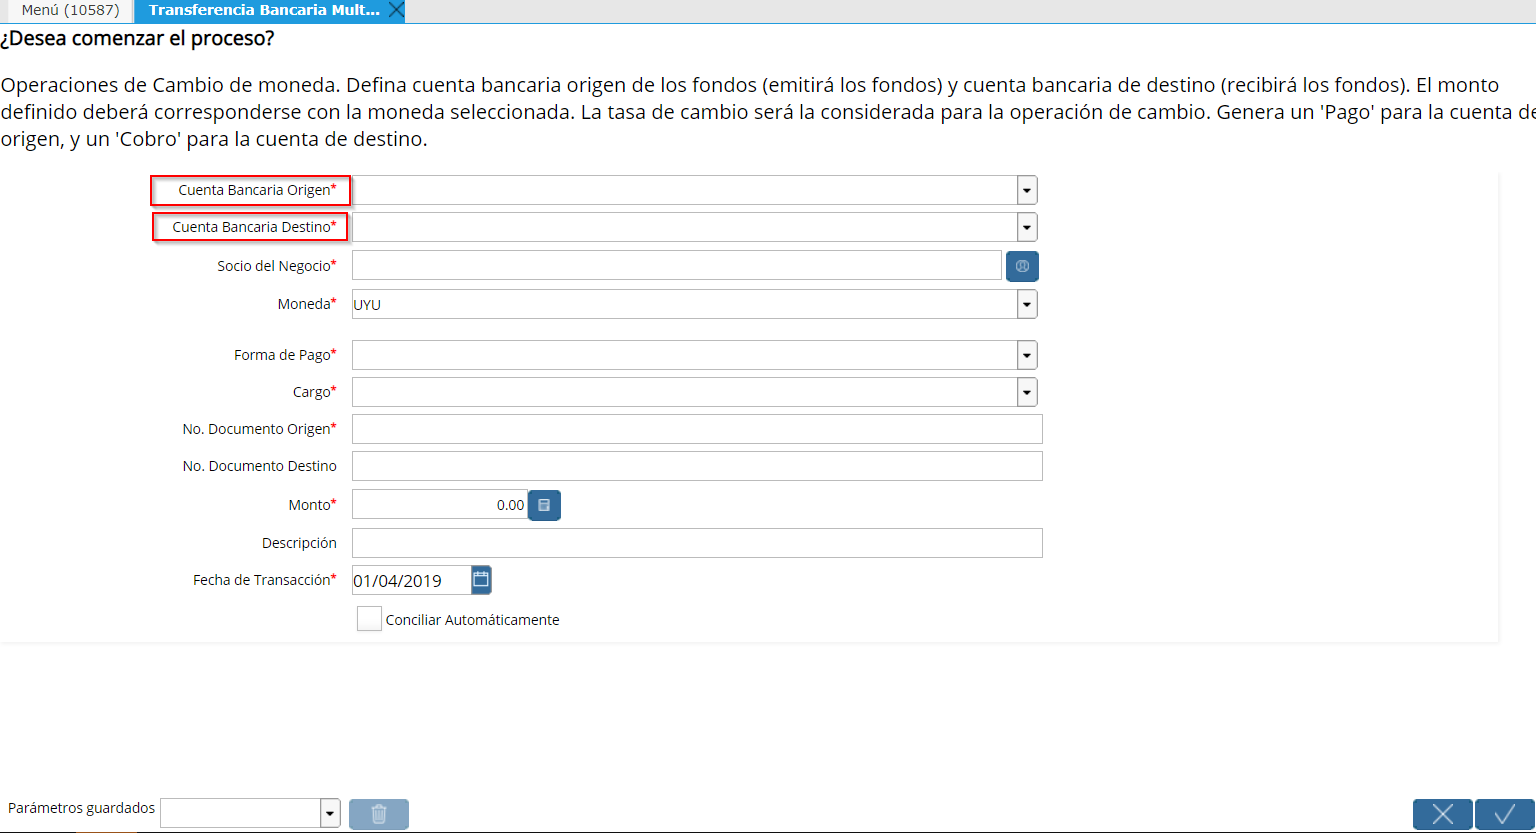 Menú (10587)
Transferencia Bancaria Mult...
¿Desea comenzar el proceso?
Operaciones de Cambio de moneda. Defina cuenta bancaria origen de los fondos (emitirá los fondos) y cuenta bancaria de destino (recibirá los fondos). El monto
definido deberá corresponderse con la moneda seleccionada. La tasa de cambio será la considerada para la operación de cambio. Genera un 'Pago' para la cuenta de
origen, y un 'Cobro' para la cuenta de destino.
Cuenta Bancaria Origen*
Cuenta Bancaria Destino*
Socio del Negocio*
Moneda* UYU
Forma de Pago*
Cargo*
No. Documento Origen*
No. Documento Destino
Monto* 0.00
Descripción
Fecha de Transacción* 01/04/2019
Conciliar Automáticamente
Parámetros guardados